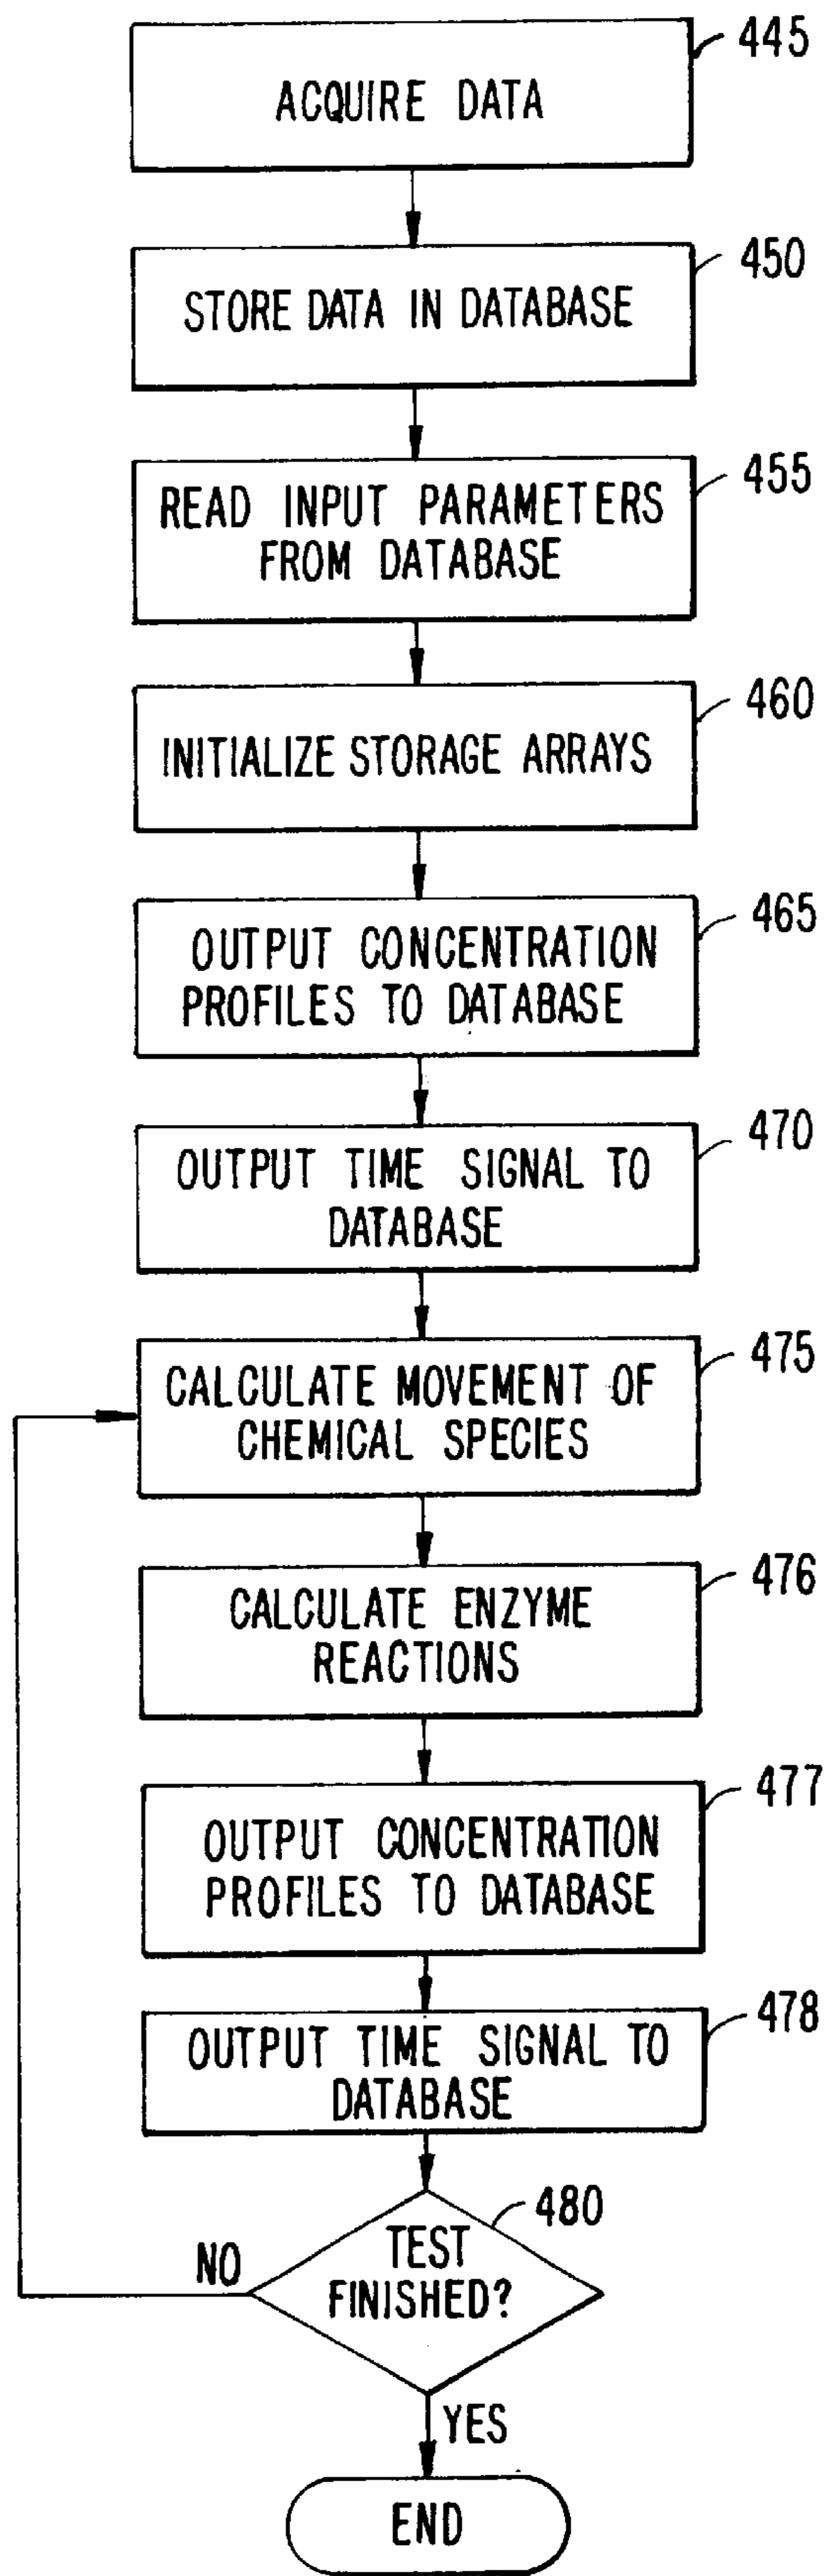 445
ACQUIRE DATA
450
STORE DATA IN DATABASE
455
READ INPUT PARAMETERS
FROM DATABASE
460
INITIALIZE STORAGE ARRAYS
465
OUTPUT CONCENTRATION
PROFILES TO DATABASE
470
OUTPUT TIME SIGNAL TO
DATABASE
475
CALCULATE MOVEMENT OF
CHEMICAL SPECIES
476
CALCULATE ENZYME
REACTIONS
477
OUTPUT CONCENTRATION
PROFILES TO DATABASE
478
OUTPUT TIME SIGNAL TO
DATABASE
480
TEST
FINISHED?
NO
YES
END